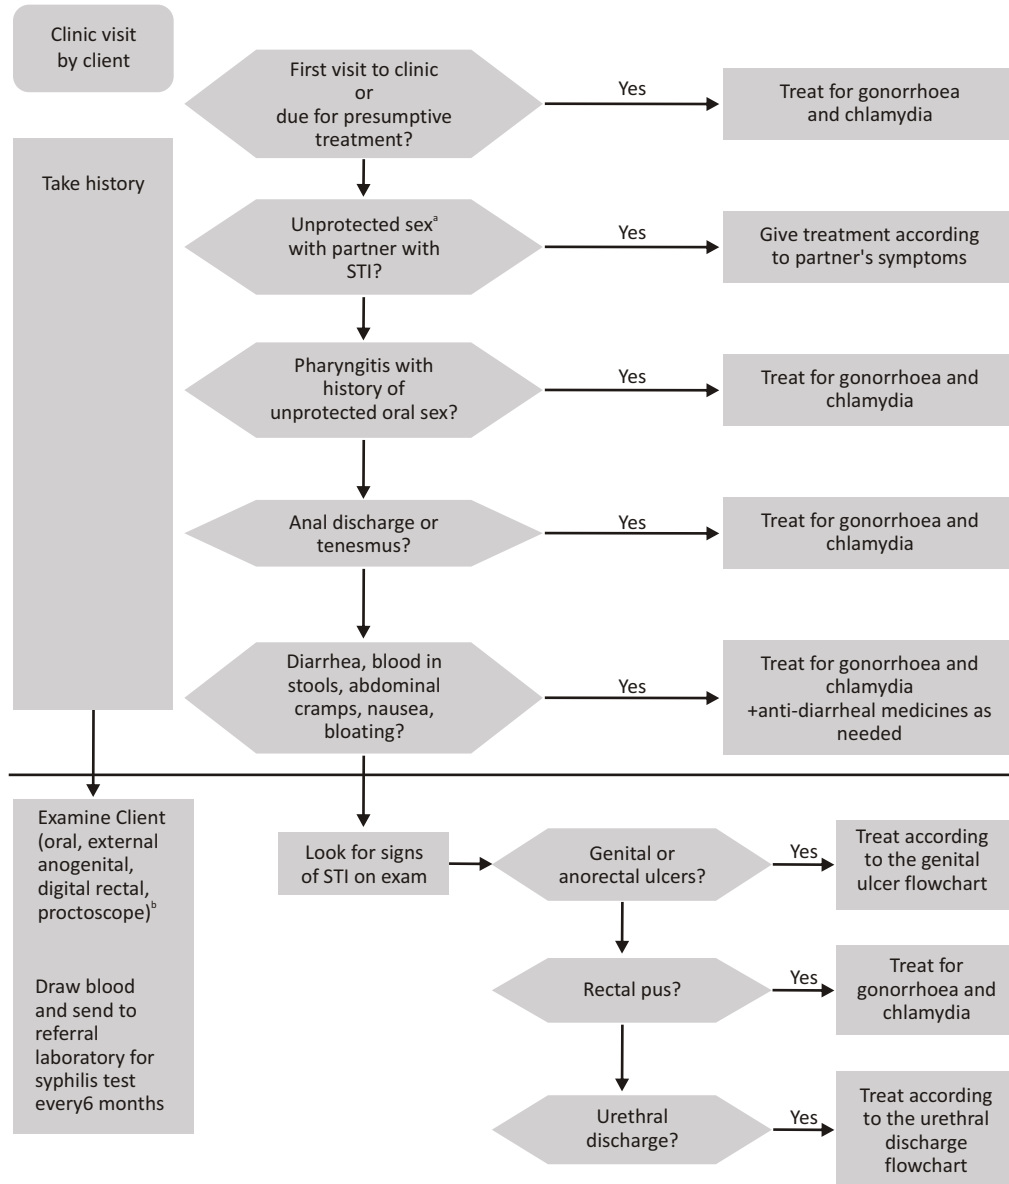 Clinic visit
by client
First visit to clinic
or
due for presumptive
treatment?
Yes
Treat for gonorrhoea
and chlamydia
Take history
Unprotected sexᵃ
with partner with
STI?
Yes
Give treatment according
to partner's symptoms
Pharyngitis with
history of
unprotected oral sex?
Yes
Treat for gonorrhoea and
chlamydia
Anal discharge or
tenesmus?
Yes
Treat for gonorrhoea and
chlamydia
Diarrhea, blood in
stools, abdominal
cramps, nausea,
bloating?
Yes
Treat for gonorrhoea and
chlamydia
+anti-diarrheal medicines as
needed
Examine Client
(oral, external
anogenital,
digital rectal,
proctoscope)ᵇ
Draw blood
and send to
referral
laboratory for
syphilis test
every6 months
Look for signs
of STI on exam
Genital or
anorectal ulcers?
Yes
Treat according
to the genital
ulcer flowchart
Rectal pus?
Yes
Treat for
gonorrhoea and
chlamydia
Urethral
discharge?
Yes
Treat according
to the urethral
discharge
flowchart